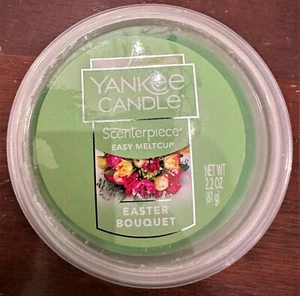 YANKEE
CANDLE®
Scenterpiece®
EASY MELTCUP
EASTER
BOUQUET
NET WT
2.2 OZ
(61 g)